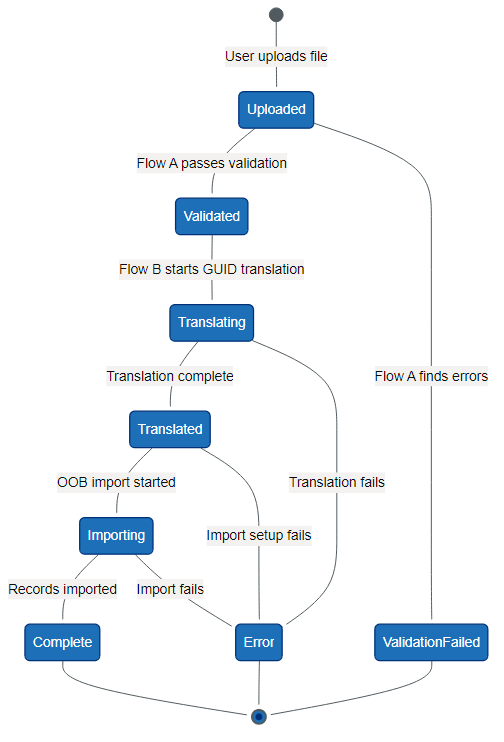 User uploads file
Uploaded
Flow A passes validation
Validated
Flow B starts GUID translation
Translating
Translation complete
Flow A finds errors
Translated
OOB import started
Translation fails
Importing
Import setup fails
Records imported
Import fails
Complete
Error
ValidationFailed